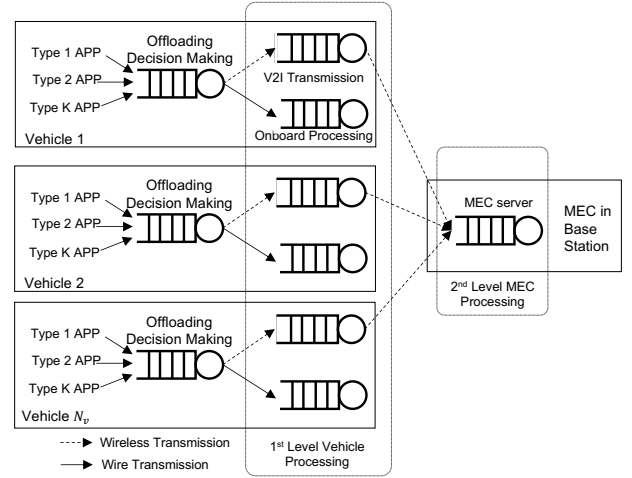 Offloading
Decision Making
Type 1 APP
Type 2 APP
Type K APP
V2I Transmission
Onboard Processing
Vehicle 1
Offloading
Decision Making
Type 1 APP
Type 2 APP
Type K APP
Vehicle 2
MEC server
MEC in
Base
Station
2nd Level MEC
Processing
Offloading
Decision Making
Type 1 APP
Type 2 APP
Type K APP
Vehicle N_v
Wireless Transmission
Wire Transmission
1st Level Vehicle
Processing